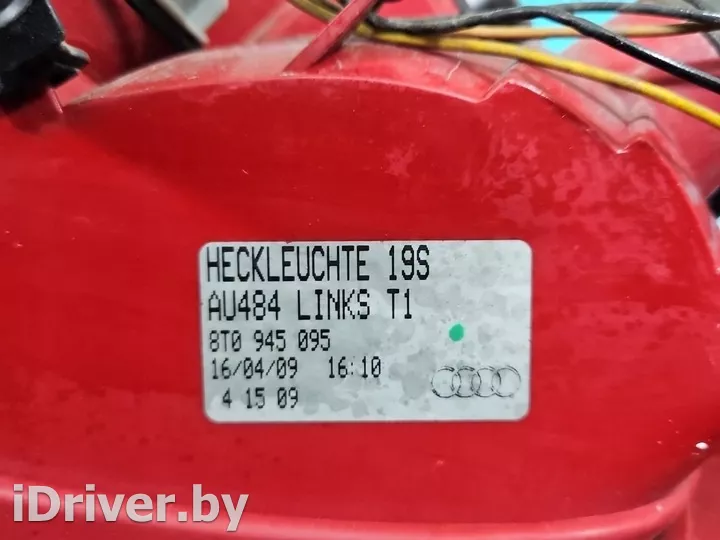 HECKLEUCHTE 19S
AU484 LINKS T1
8T0 945 095
16/04/09 16:10
4 15 09
iDriver.by